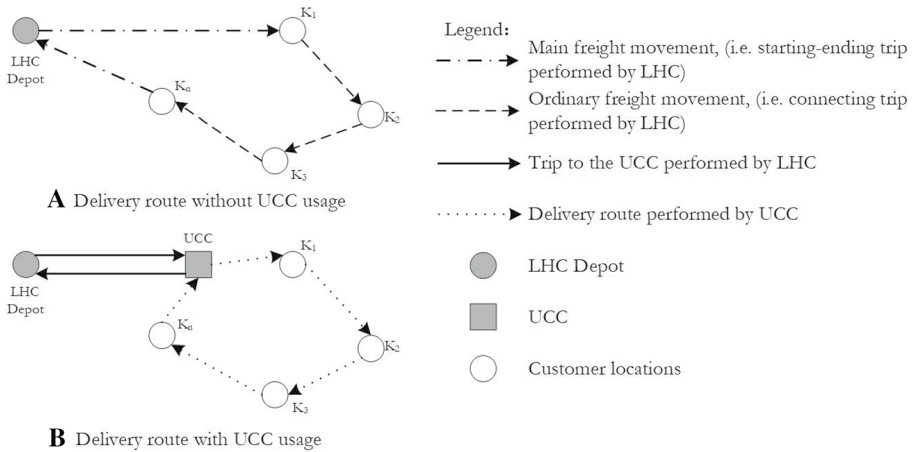 K₁
LHC
Depot
Kₙ
K₂
K₃
A Delivery route without UCC usage
UCC
K₁
LHC
Depot
Kₙ
K₂
K₃
B Delivery route with UCC usage
Legend:
Main freight movement, (i.e. starting-ending trip
performed by LHC)
Ordinary freight movement, (i.e. connecting trip
performed by LHC)
Trip to the UCC performed by LHC
Delivery route performed by UCC
LHC Depot
UCC
Customer locations